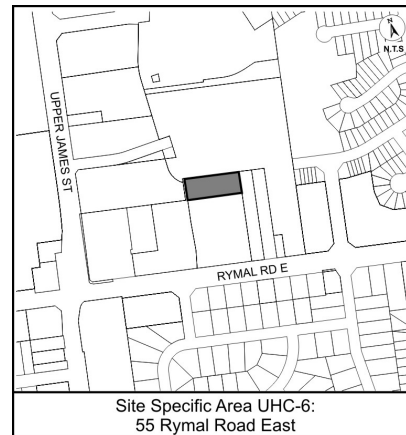 N
N.T.S
UPPER JAMES ST
RYMAL RD E
Site Specific Area UHC-6:
55 Rymal Road East